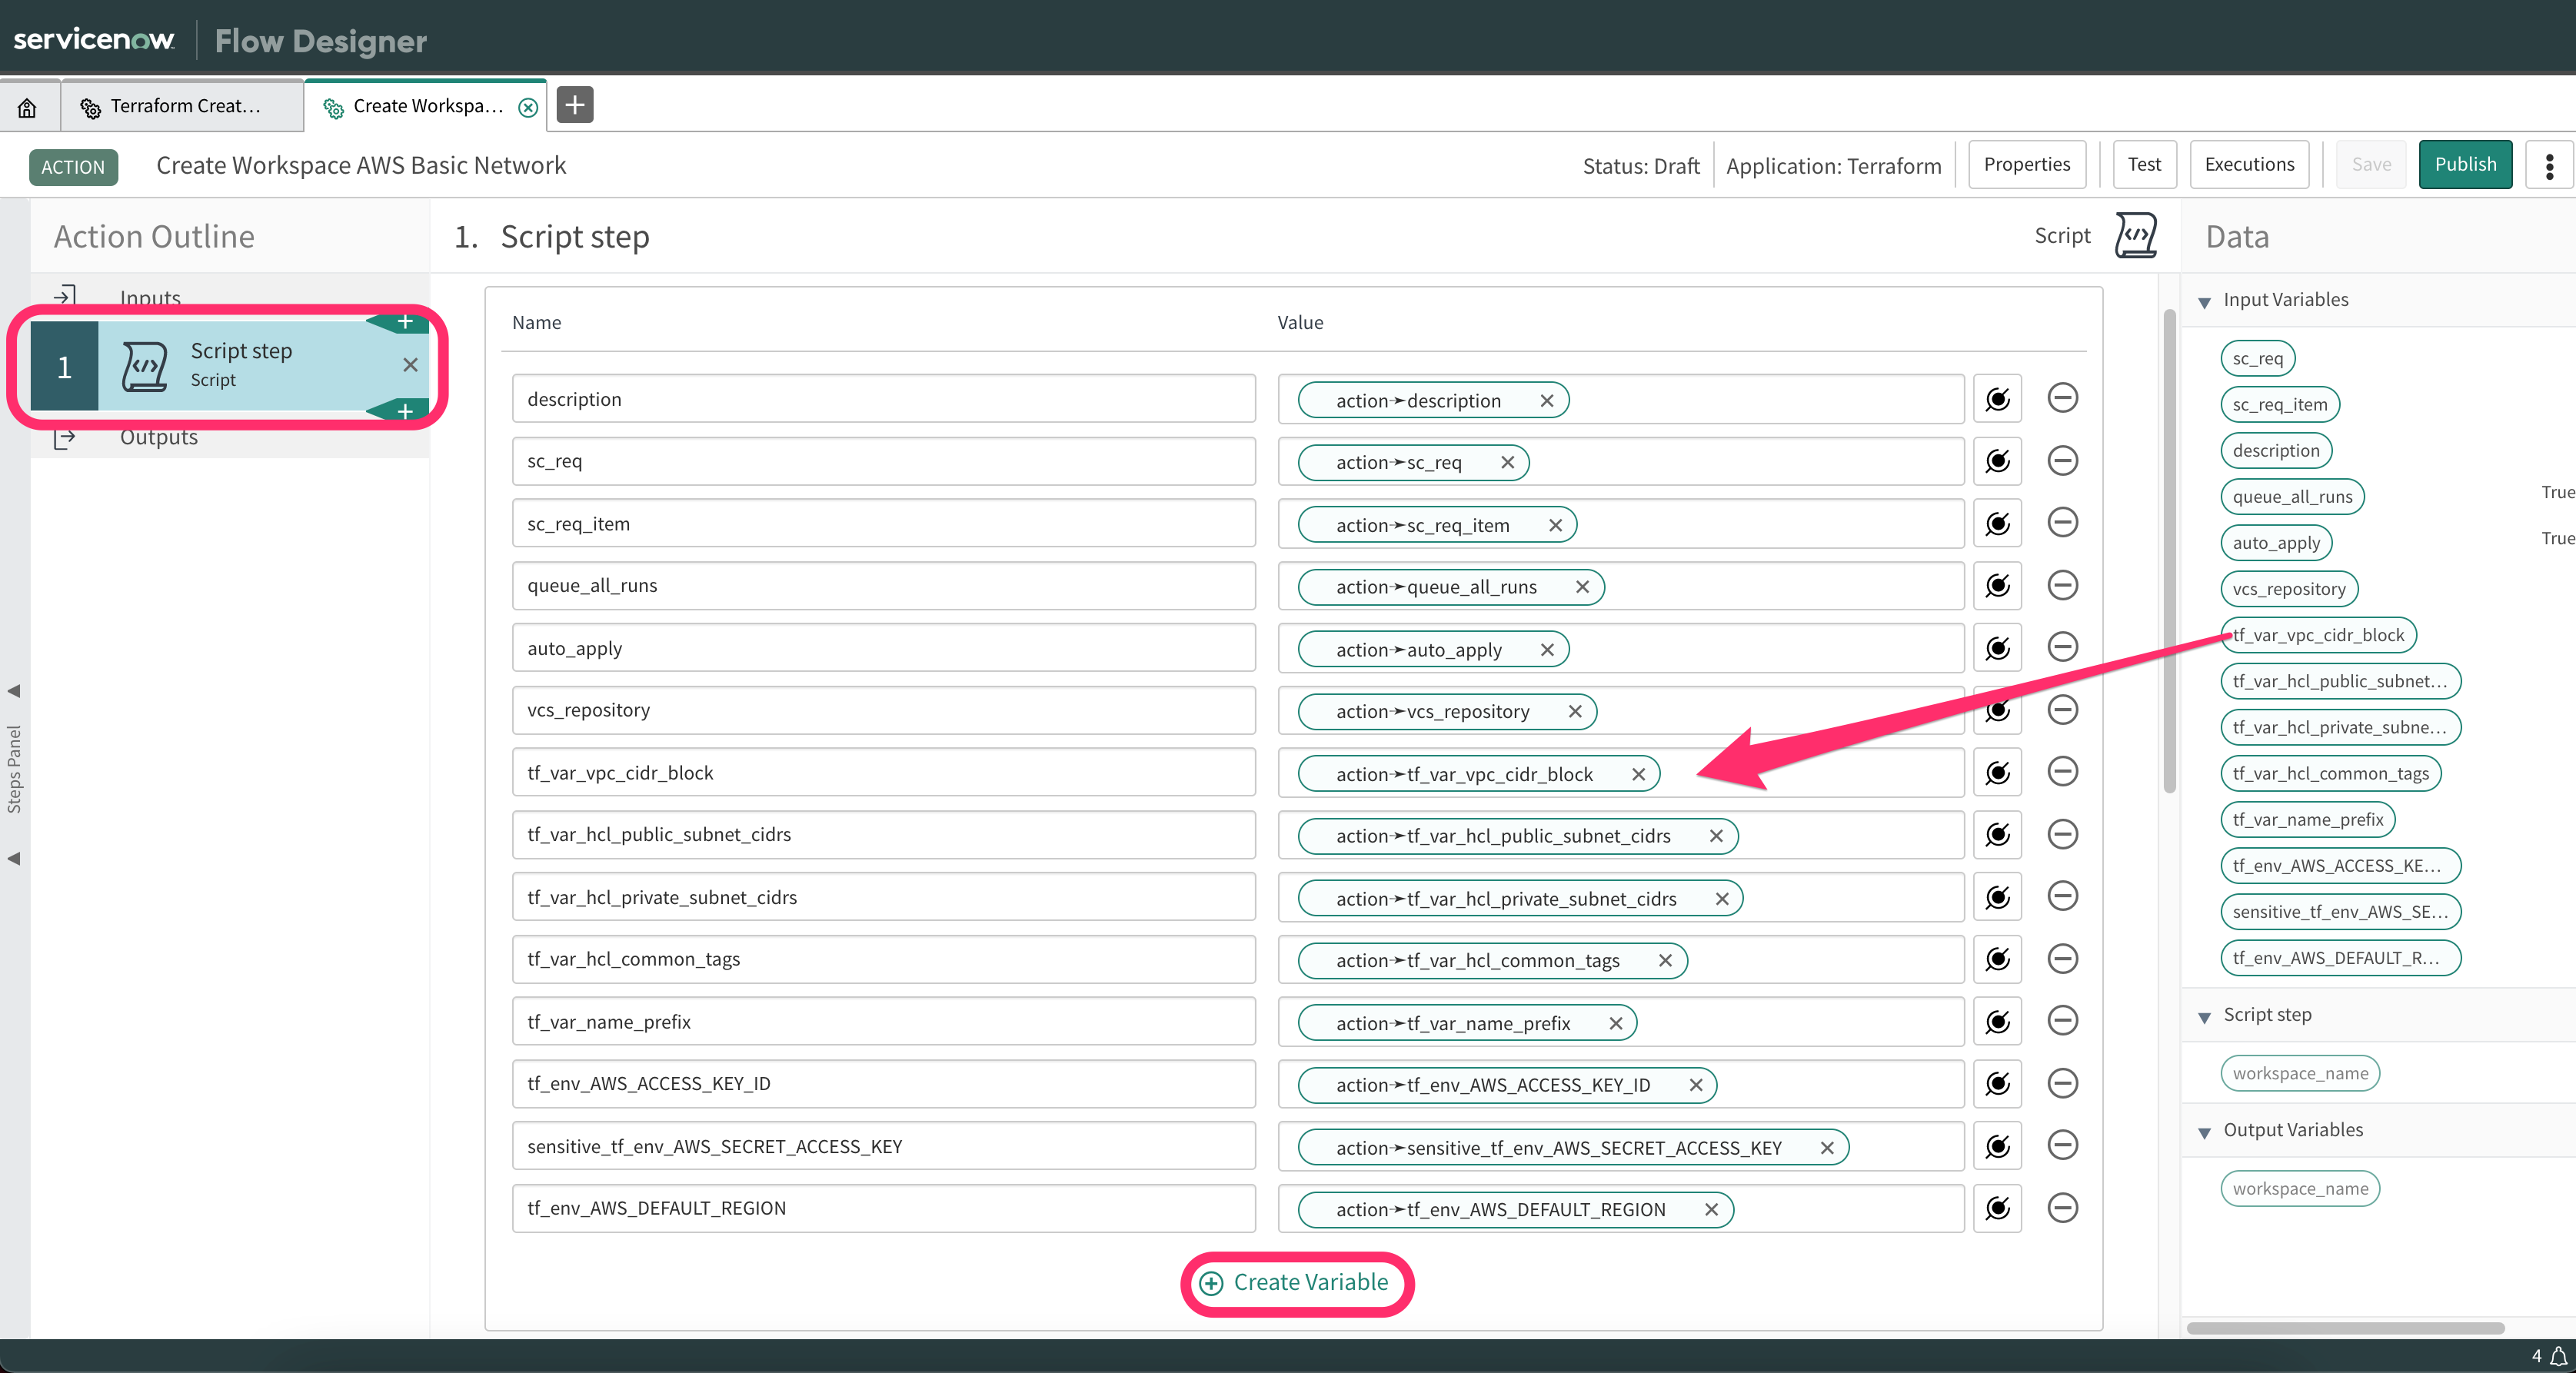 servicenow Flow Designer
Terraform Creat... Create Workspa...
ACTION Create Workspace AWS Basic Network Status: Draft Application: Terraform Properties Test Executions Save Publish
Action Outline
Inputs
1 Script step
Script
Outputs
Steps Panel
1. Script step Script
Name Value
description action➛description
sc_req action➛sc_req
sc_req_item action➛sc_req_item
queue_all_runs action➛queue_all_runs
auto_apply action➛auto_apply
vcs_repository action➛vcs_repository
tf_var_vpc_cidr_block action➛tf_var_vpc_cidr_block
tf_var_hcl_public_subnet_cidrs action➛tf_var_hcl_public_subnet_cidrs
tf_var_hcl_private_subnet_cidrs action➛tf_var_hcl_private_subnet_cidrs
tf_var_hcl_common_tags action➛tf_var_hcl_common_tags
tf_var_name_prefix action➛tf_var_name_prefix
tf_env_AWS_ACCESS_KEY_ID action➛tf_env_AWS_ACCESS_KEY_ID
sensitive_tf_env_AWS_SECRET_ACCESS_KEY action➛sensitive_tf_env_AWS_SECRET_ACCESS_KEY
tf_env_AWS_DEFAULT_REGION action➛tf_env_AWS_DEFAULT_REGION
Create Variable
Data
Input Variables
sc_req
sc_req_item
description
queue_all_runs True
auto_apply True
vcs_repository
tf_var_vpc_cidr_block
tf_var_hcl_public_subnet...
tf_var_hcl_private_subne...
tf_var_hcl_common_tags
tf_var_name_prefix
tf_env_AWS_ACCESS_KE...
sensitive_tf_env_AWS_SE...
tf_env_AWS_DEFAULT_R...
Script step
workspace_name
Output Variables
workspace_name
4